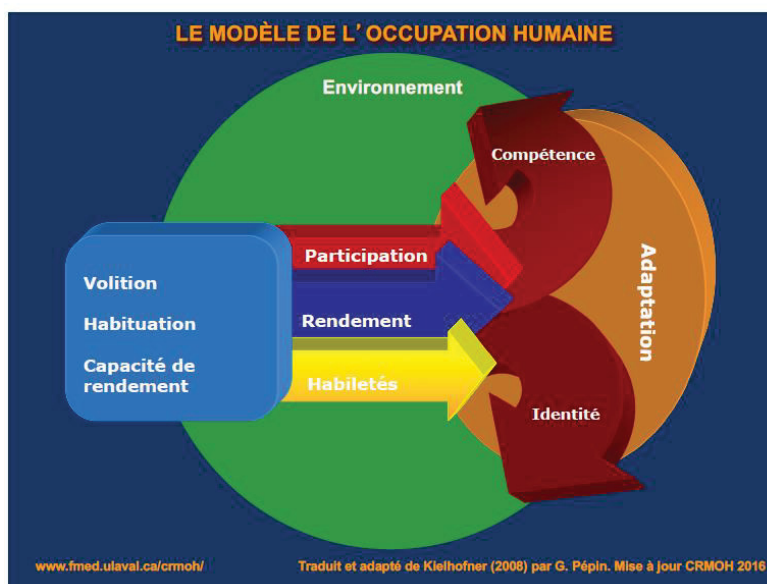 LE MODÈLE DE L' OCCUPATION HUMAINE
Environnement
Compétence
Participation
Volition
Adaptation
Habituation
Rendement
Capacité de
rendement
Habiletés
Identité
www.fmed.ulaval.ca/crmoh/
Traduit et adapté de Kielhofner (2008) par G. Pépin. Mise à jour CRMOH 2016